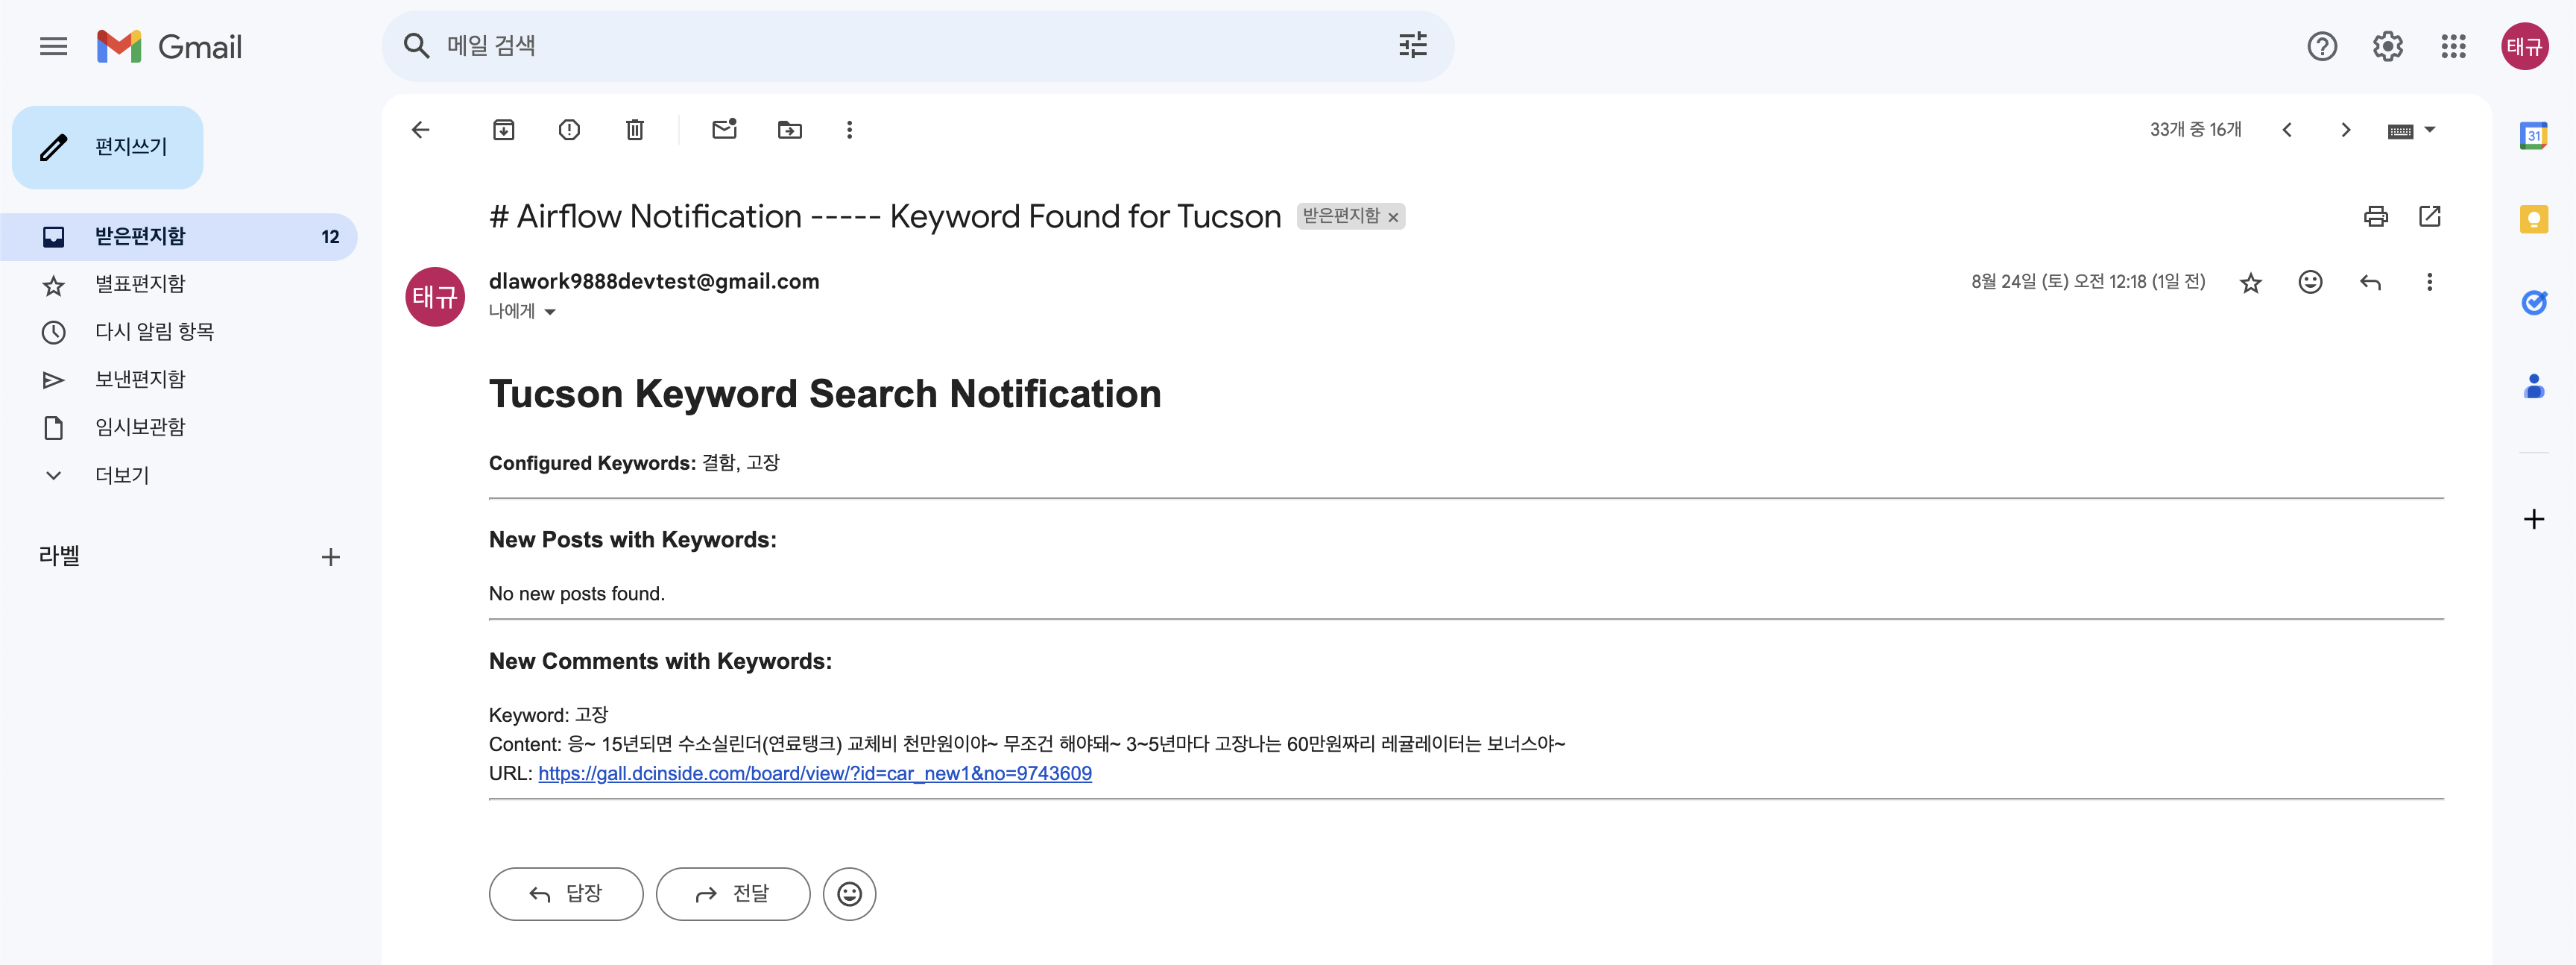 Gmail
메일 검색
태규
편지쓰기
받은편지함 12
별표편지함
다시 알림 항목
보낸편지함
임시보관함
더보기
라벨
33개 중 16개
31
# Airflow Notification ----- Keyword Found for Tucson 받은편지함 ×
태규
dlawork9888devtest@gmail.com
나에게
8월 24일 (토) 오전 12:18 (1일 전)
Tucson Keyword Search Notification
Configured Keywords: 결함, 고장
New Posts with Keywords:
No new posts found.
New Comments with Keywords:
Keyword: 고장
Content: 응~ 15년되면 수소실린더(연료탱크) 교체비 천만원이야~ 무조건 해야돼~ 3~5년마다 고장나는 60만원짜리 레귤레이터는 보너스야~
URL: https://gall.dcinside.com/board/view/?id=car_new1&no=9743609
답장
전달